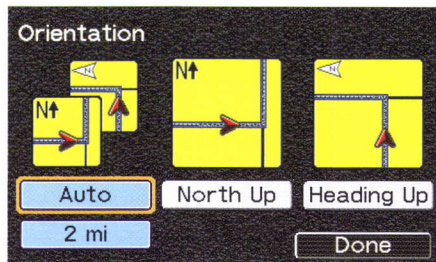 Orientation
N
N↑
N↑
N
Auto
North Up
Heading Up
2 mi
Done